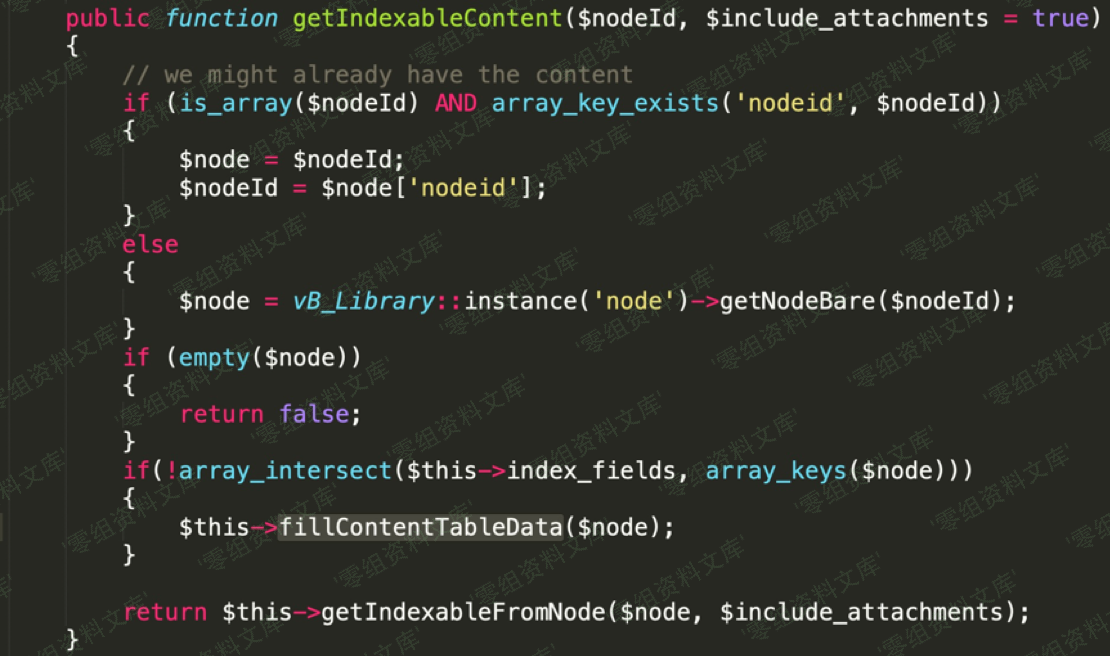 public function getIndexableContent($nodeId, $include_attachments = true)
{
// we might already have the content
if (is_array($nodeId) AND array_key_exists('nodeid', $nodeId))
{
$node = $nodeId;
$nodeId = $node['nodeid'];
}
else
{
$node = vB_Library::instance('node')->getNodeBare($nodeId);
}
if (empty($node))
{
return false;
}
if(!array_intersect($this->index_fields, array_keys($node)))
{
$this->fillContentTableData($node);
}
return $this->getIndexableFromNode($node, $include_attachments);
}
'零组资料文库'